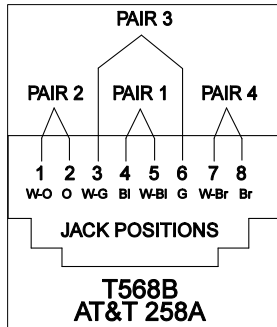 PAIR 3
PAIR 2 PAIR 1 PAIR 4
1 2 3 4 5 6 7 8
W-O O W-G Bl W-Bl G W-Br Br
JACK POSITIONS
T568B
AT&T 258A